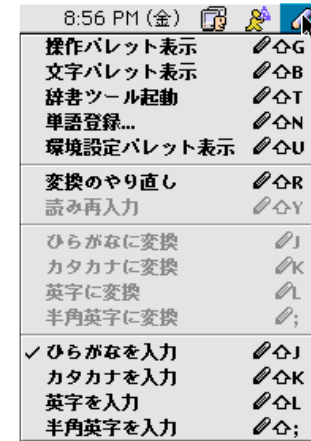 8:56 PM (金)
操作パレット表示 ⇧G
文字パレット表示 ⇧B
辞書ツール起動 ⇧T
単語登録... ⇧N
環境設定パレット表示 ⇧U
変換のやり直し ⇧R
読み再入力 ⇧Y
ひらがなに変換 J
カタカナに変換 K
英字に変換 L
半角英字に変換 ;
✓ひらがなを入力 ⇧J
カタカナを入力 ⇧K
英字を入力 ⇧L
半角英字を入力 ⇧;